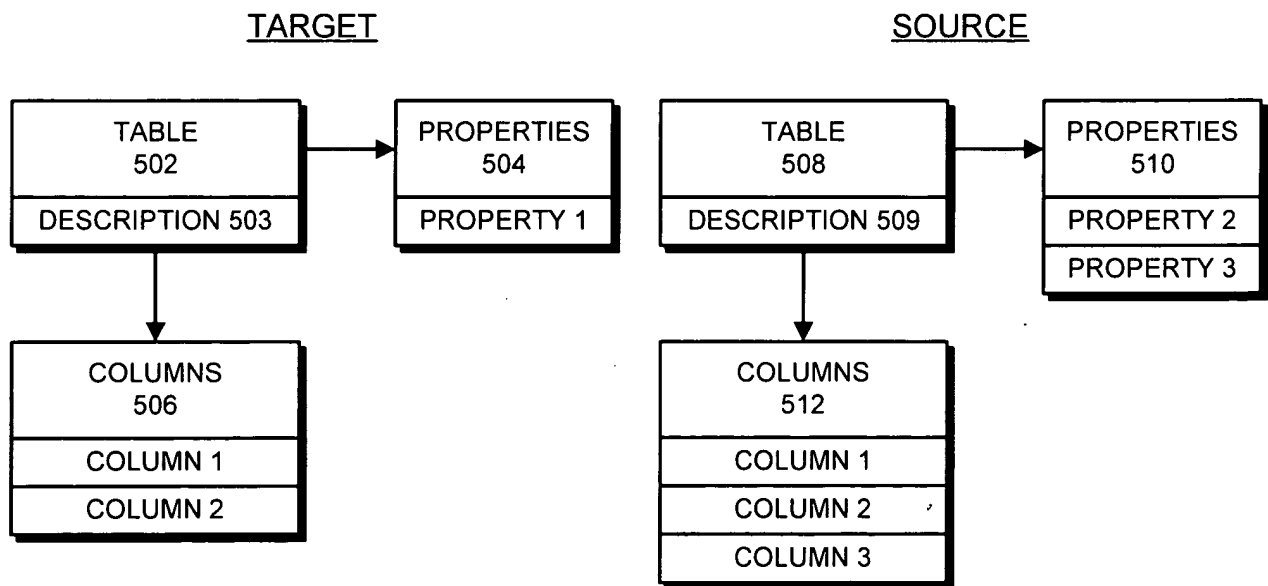 TARGET
TABLE
502
DESCRIPTION 503
PROPERTIES
504
PROPERTY 1
COLUMNS
506
COLUMN 1
COLUMN 2
SOURCE
TABLE
508
DESCRIPTION 509
PROPERTIES
510
PROPERTY 2
PROPERTY 3
COLUMNS
512
COLUMN 1
COLUMN 2
COLUMN 3